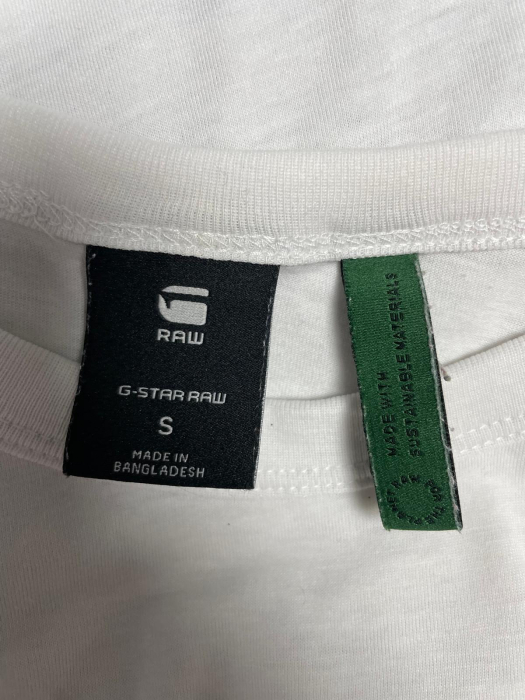 RAW
G-STAR RAW
S
MADE IN
BANGLADESH
MADE WITH
SUSTAINABLE MATERIALS